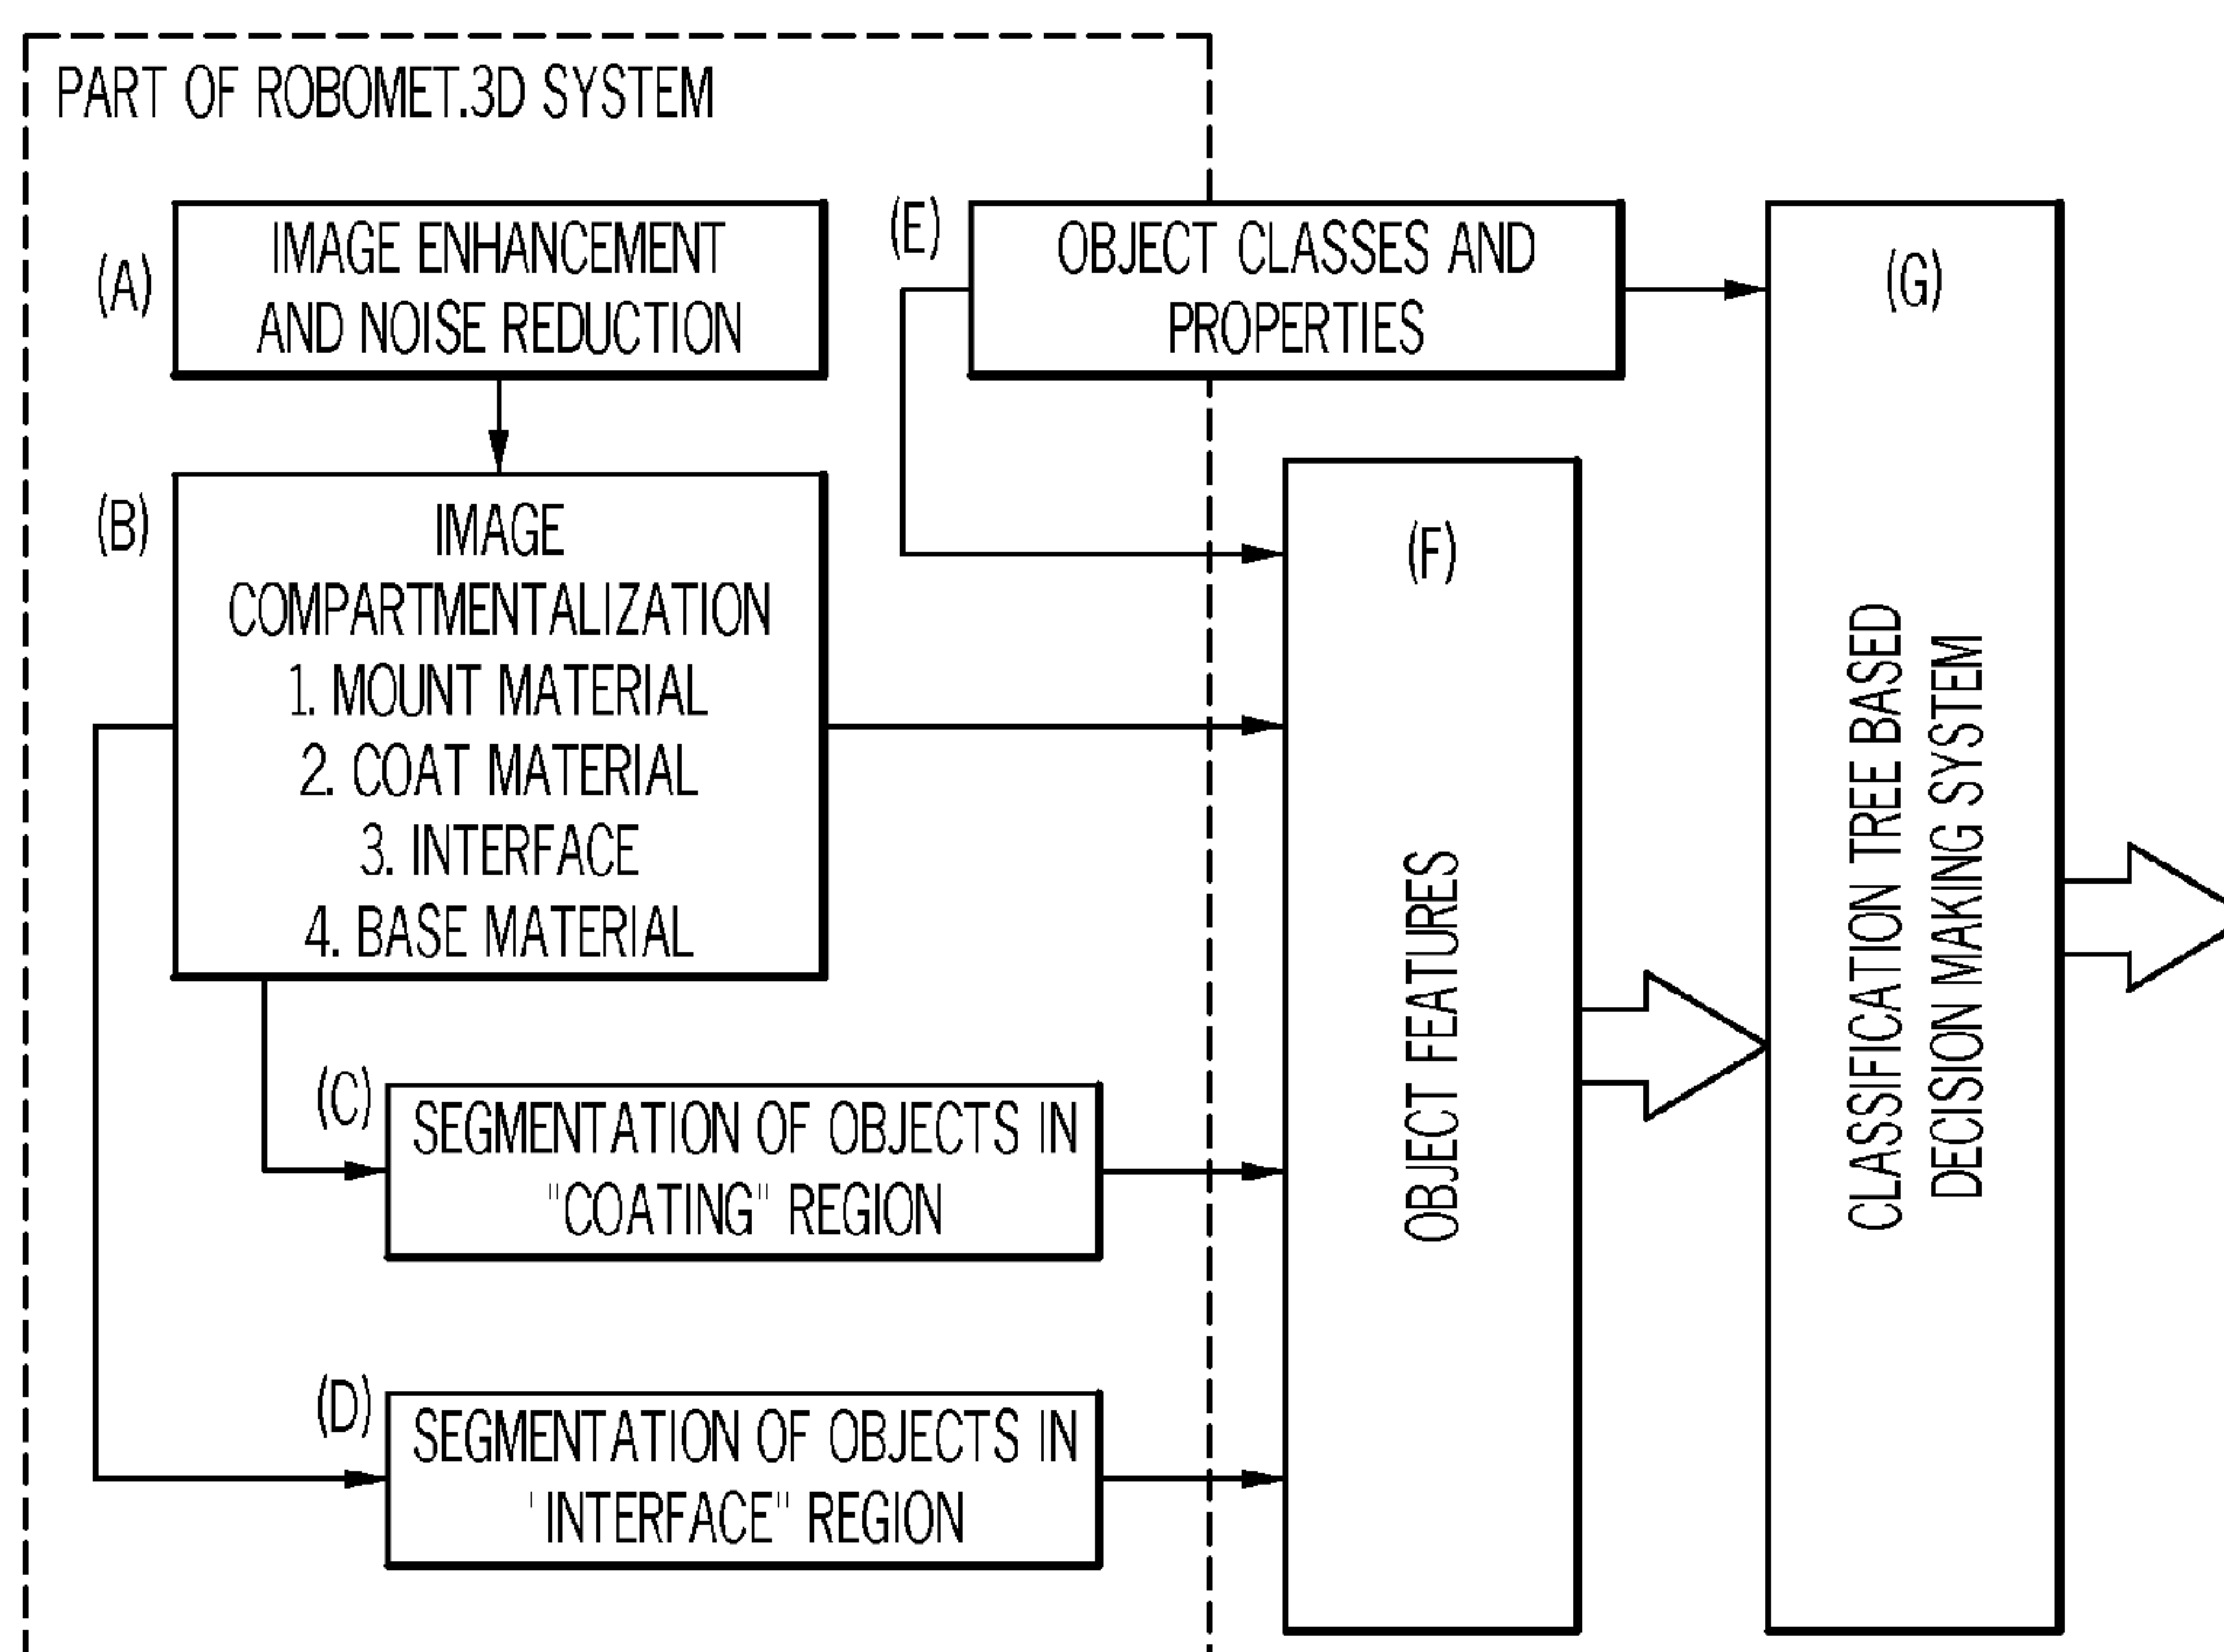 PART OF ROBOMET.3D SYSTEM
(A)
IMAGE ENHANCEMENT
AND NOISE REDUCTION
(E)
OBJECT CLASSES AND
PROPERTIES
(B)
IMAGE
COMPARTMENTALIZATION
1. MOUNT MATERIAL
2. COAT MATERIAL
3. INTERFACE
4. BASE MATERIAL
(C)
SEGMENTATION OF OBJECTS IN
"COATING" REGION
(D)
SEGMENTATION OF OBJECTS IN
'INTERFACE" REGION
(F)
OBJECT FEATURES
(G)
CLASSIFICATION TREE BASED
DECISION MAKING SYSTEM